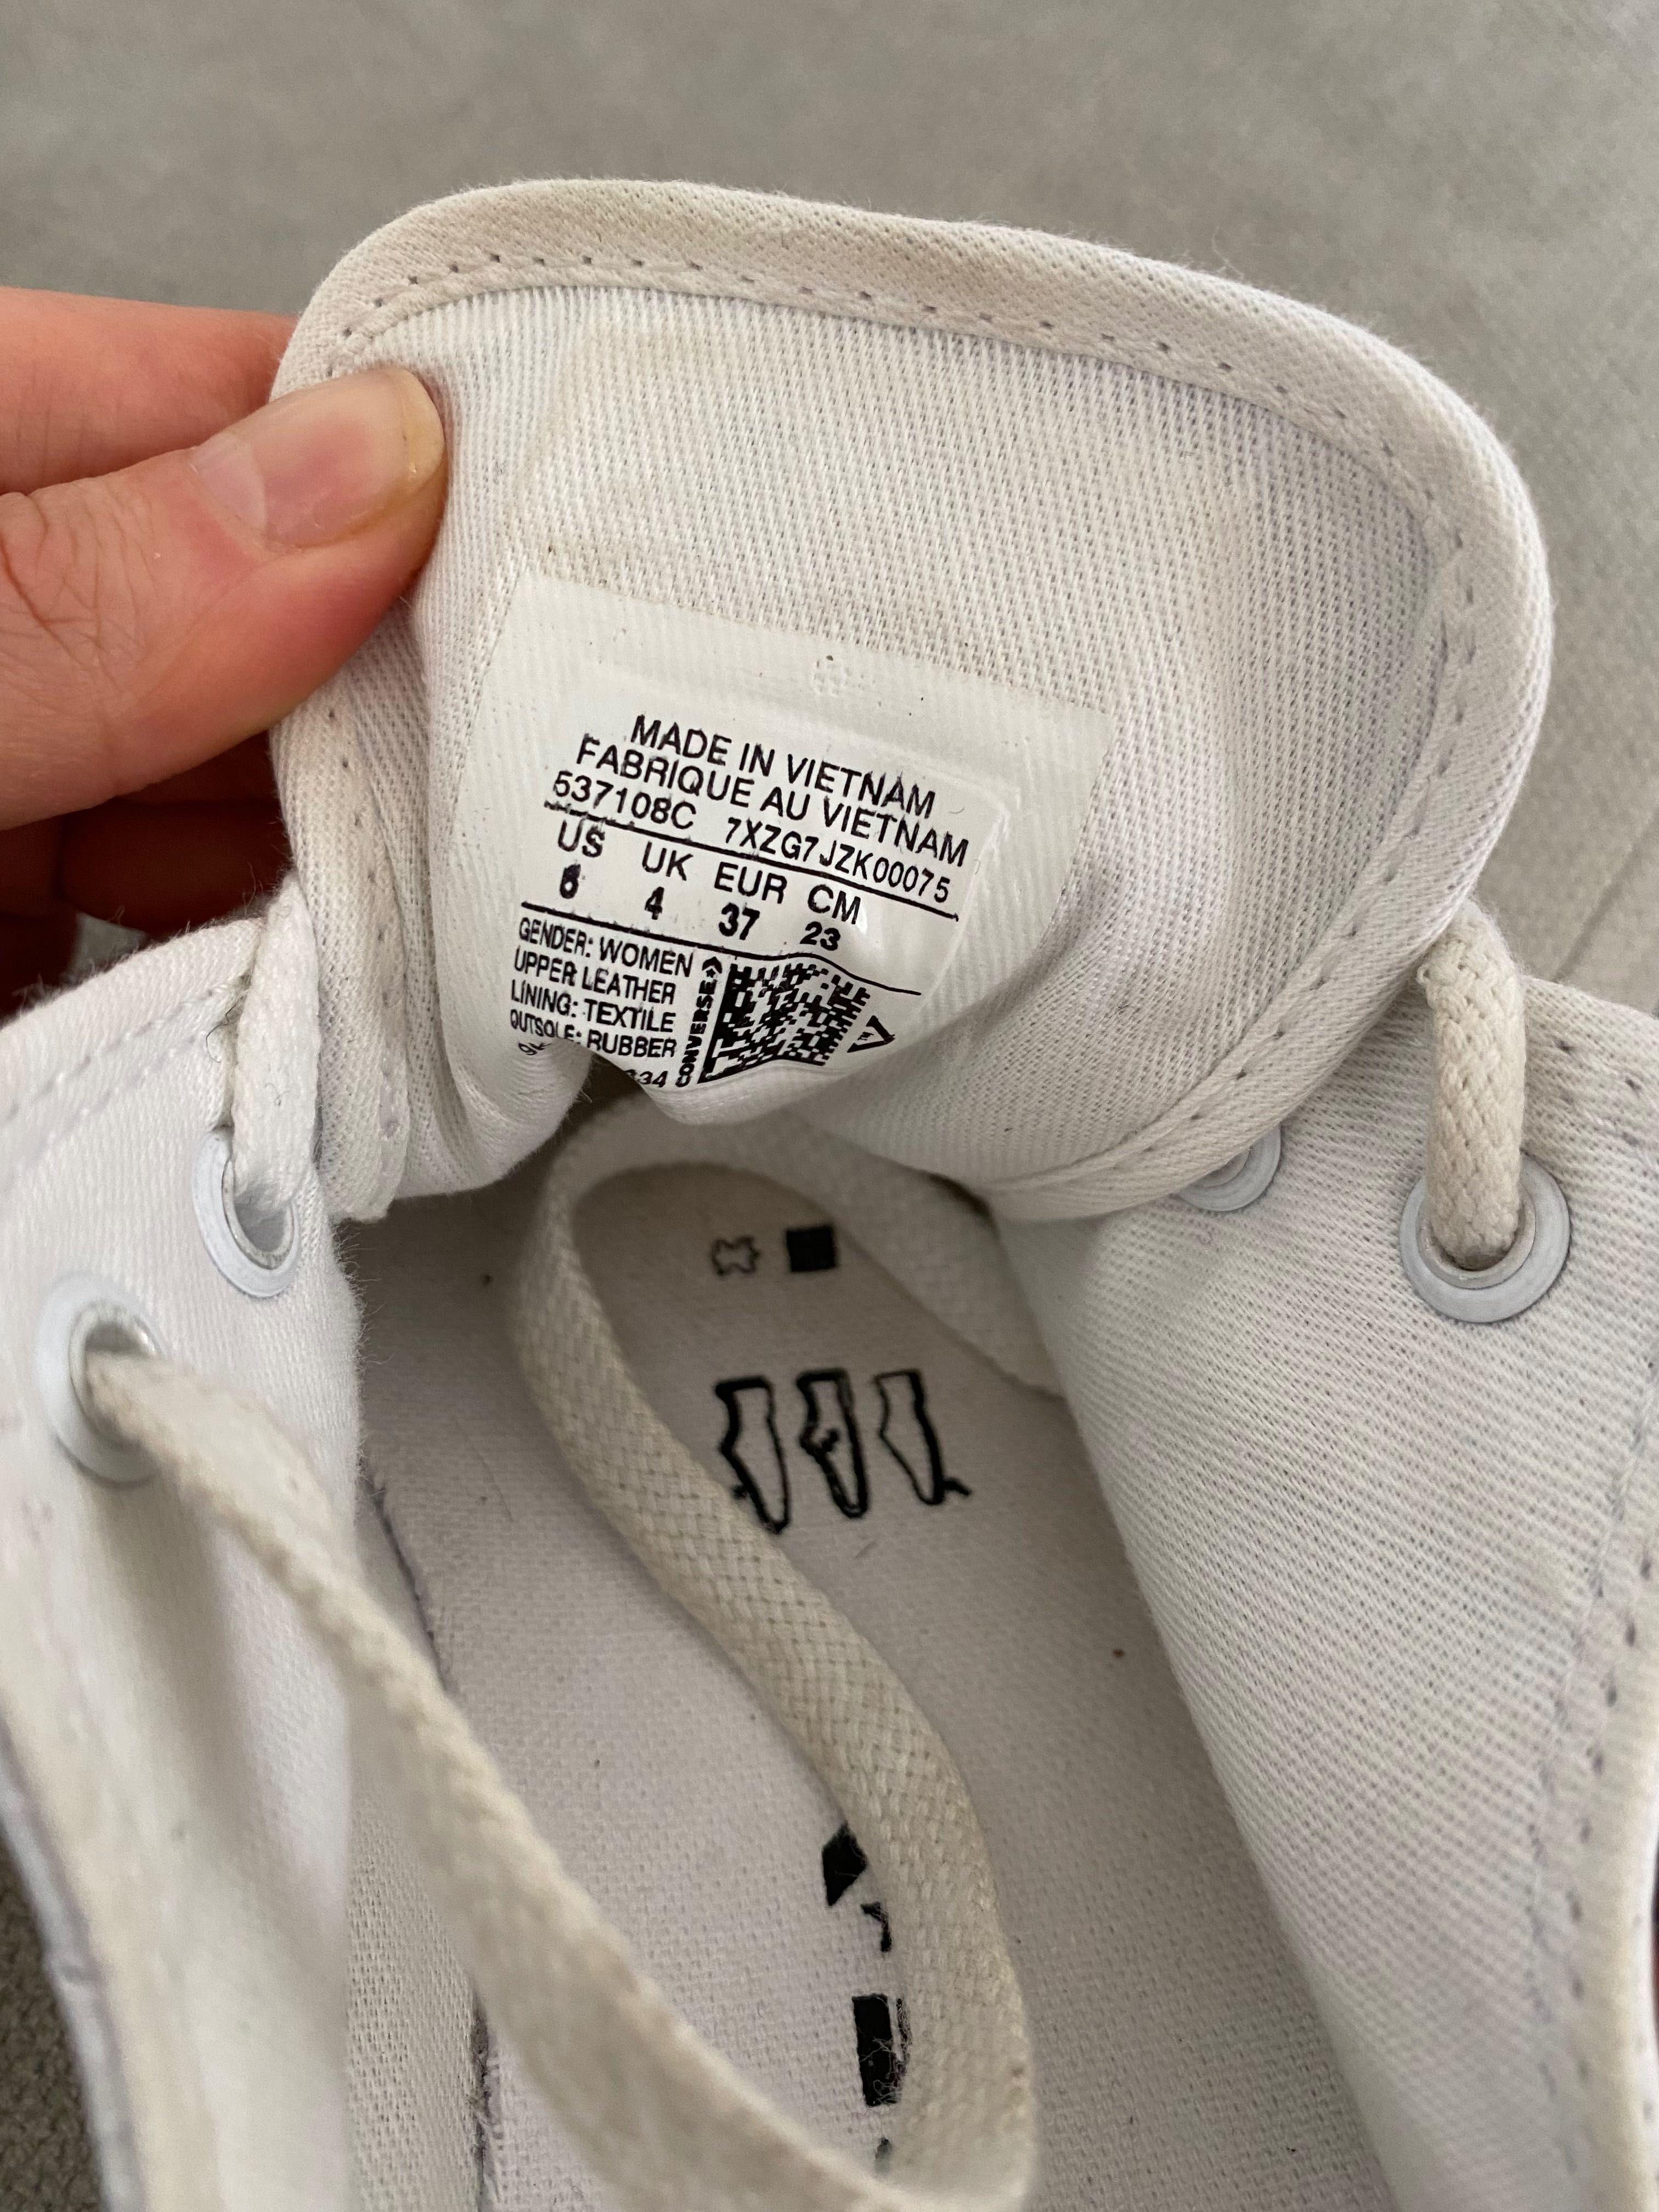 MADE IN VIETNAM
FABRIQUE AU VIETNAM
537108C 7XZG7JZK00075
US UK EUR CM
6 4 37 23
GENDER: WOMEN
UPPER: LEATHER
LINING: TEXTILE
OUTSOLE: RUBBER
CONVERSE